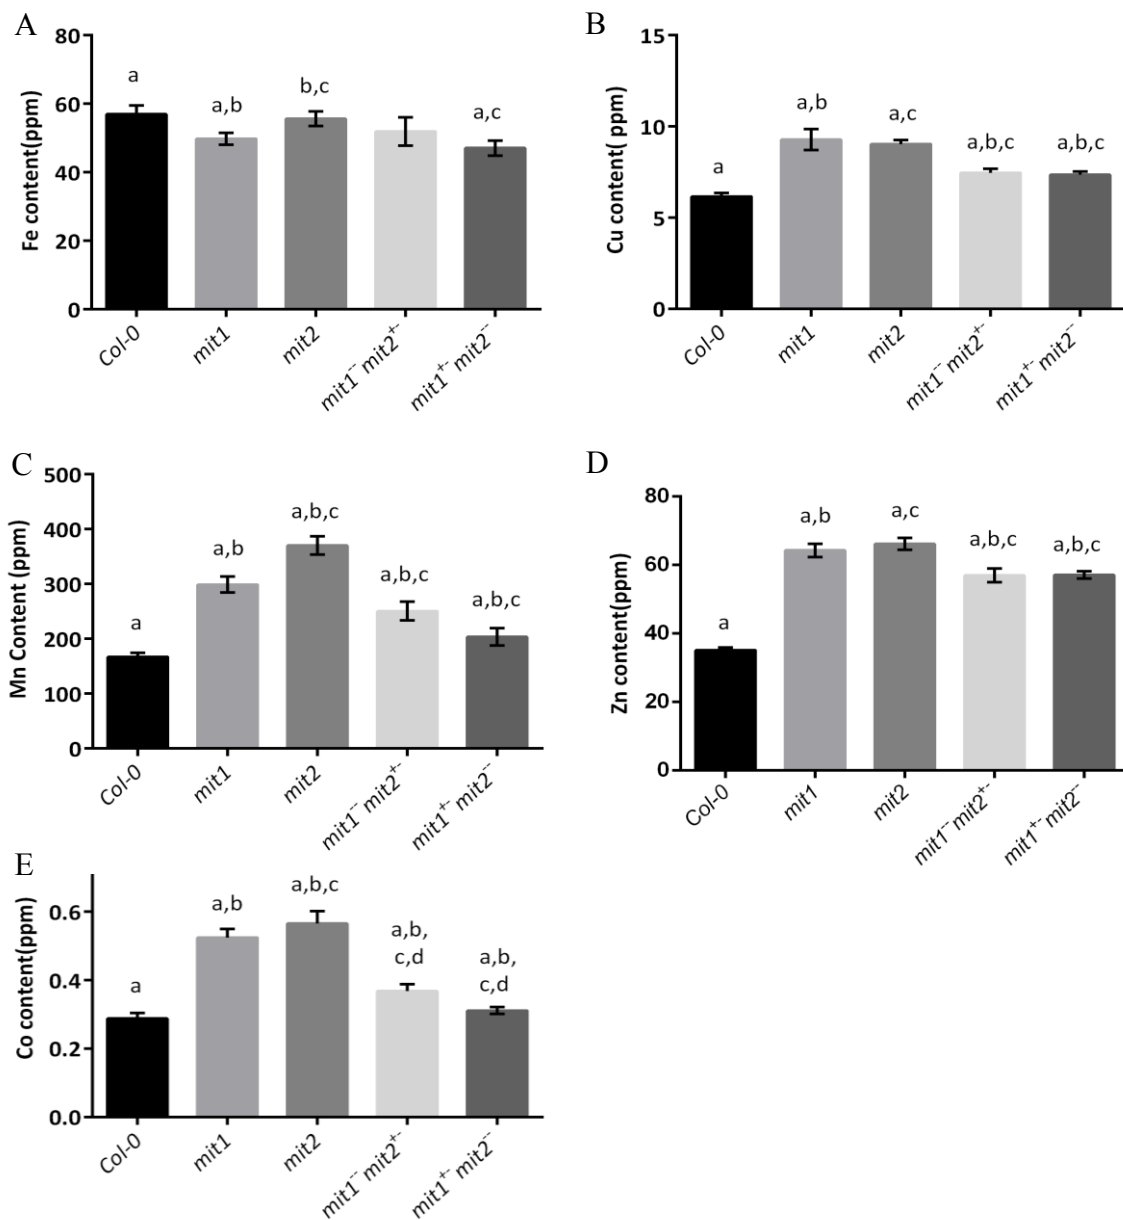 A
Fe content(ppm)
80
60
40
20
0
a
a,b
b,c
a,c
Col-0
mit1
mit2
mit1⁻⁻mit2⁺⁻
mit1⁺⁻mit2⁻⁻
B
Cu content( ppm)
15
10
5
0
a
a,b
a,c
a,b,c
a,b,c
Col-0
mit1
mit2
mit1⁻⁻mit2⁺⁻
mit1⁺⁻mit2⁻⁻
C
Mn Content (ppm)
500
400
300
200
100
0
a
a,b
a,b,c
a,b,c
a,b,c
Col-0
mit1
mit2
mit1⁻⁻mit2⁺⁻
mit1⁺⁻mit2⁻⁻
D
Zn content(ppm)
80
60
40
20
0
a
a,b
a,c
a,b,c
a,b,c
Col-0
mit1
mit2
mit1⁻⁻mit2⁺⁻
mit1⁺⁻mit2⁻⁻
E
Co content(ppm)
0.6
0.4
0.2
0.0
a
a,b
a,b,c
a,b,
c,d
a,b,
c,d
Col-0
mit1
mit2
mit1⁻⁻mit2⁺⁻
mit1⁺⁻mit2⁻⁻